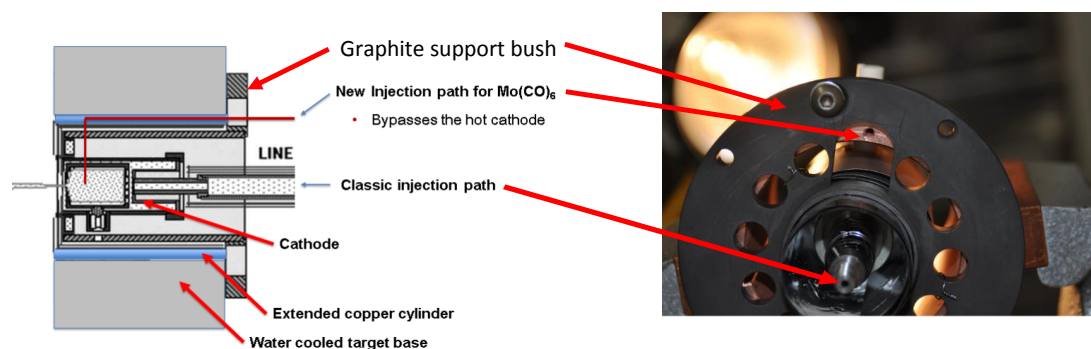 Graphite support bush
New Injection path for Mo(CO)₆
• Bypasses the hot cathode
LINE
Classic injection path
Cathode
Extended copper cylinder
Water cooled target base